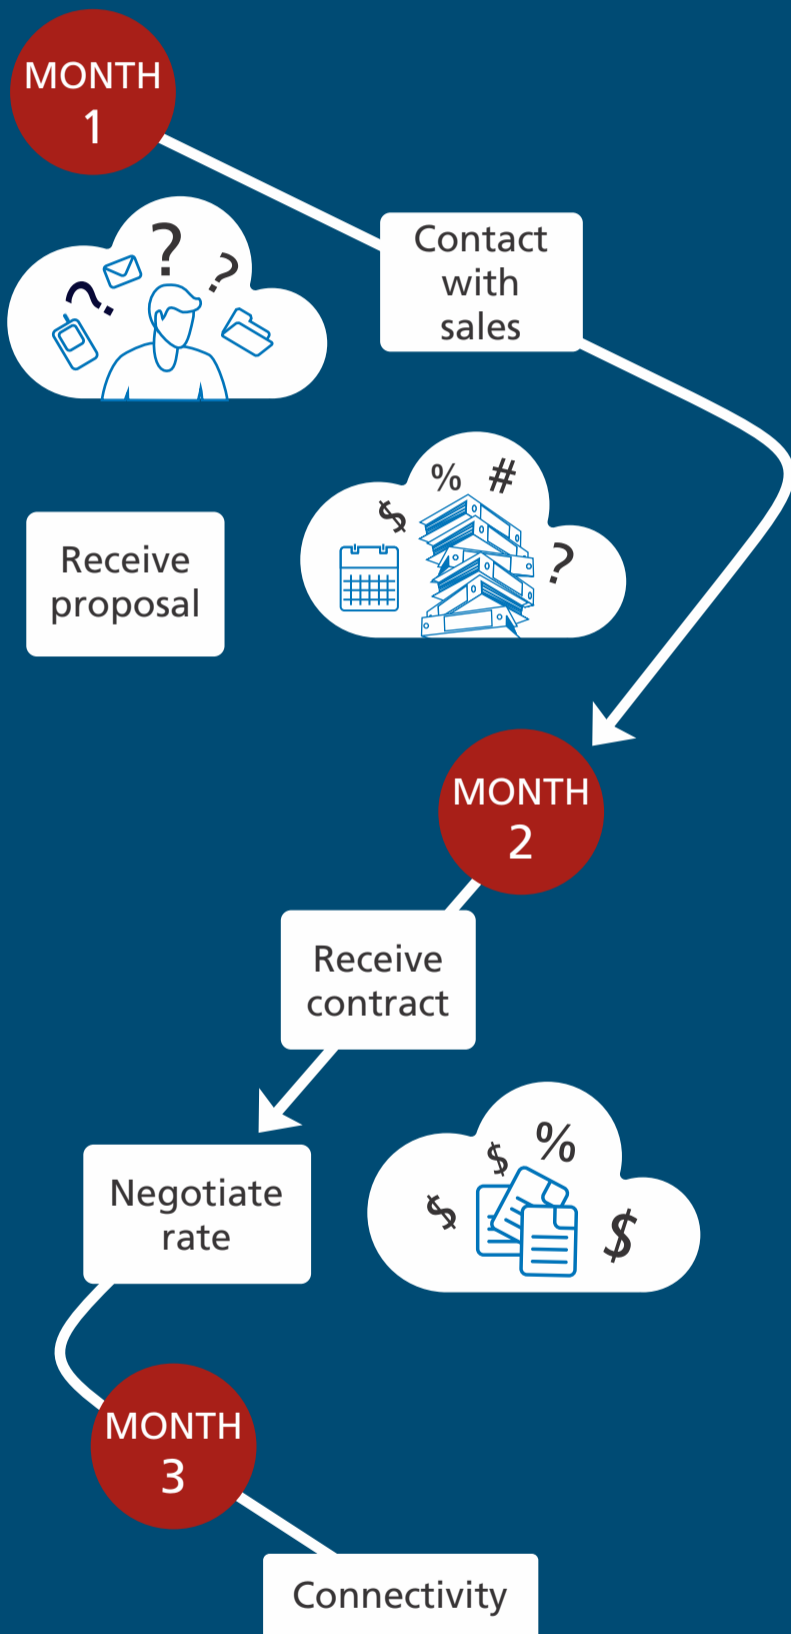 MONTH
1
Contact
with
sales
?
?
?
$
%
#
?
Receive
proposal
MONTH
2
Receive
contract
Negotiate
rate
$
$
%
$
MONTH
3
Connectivity